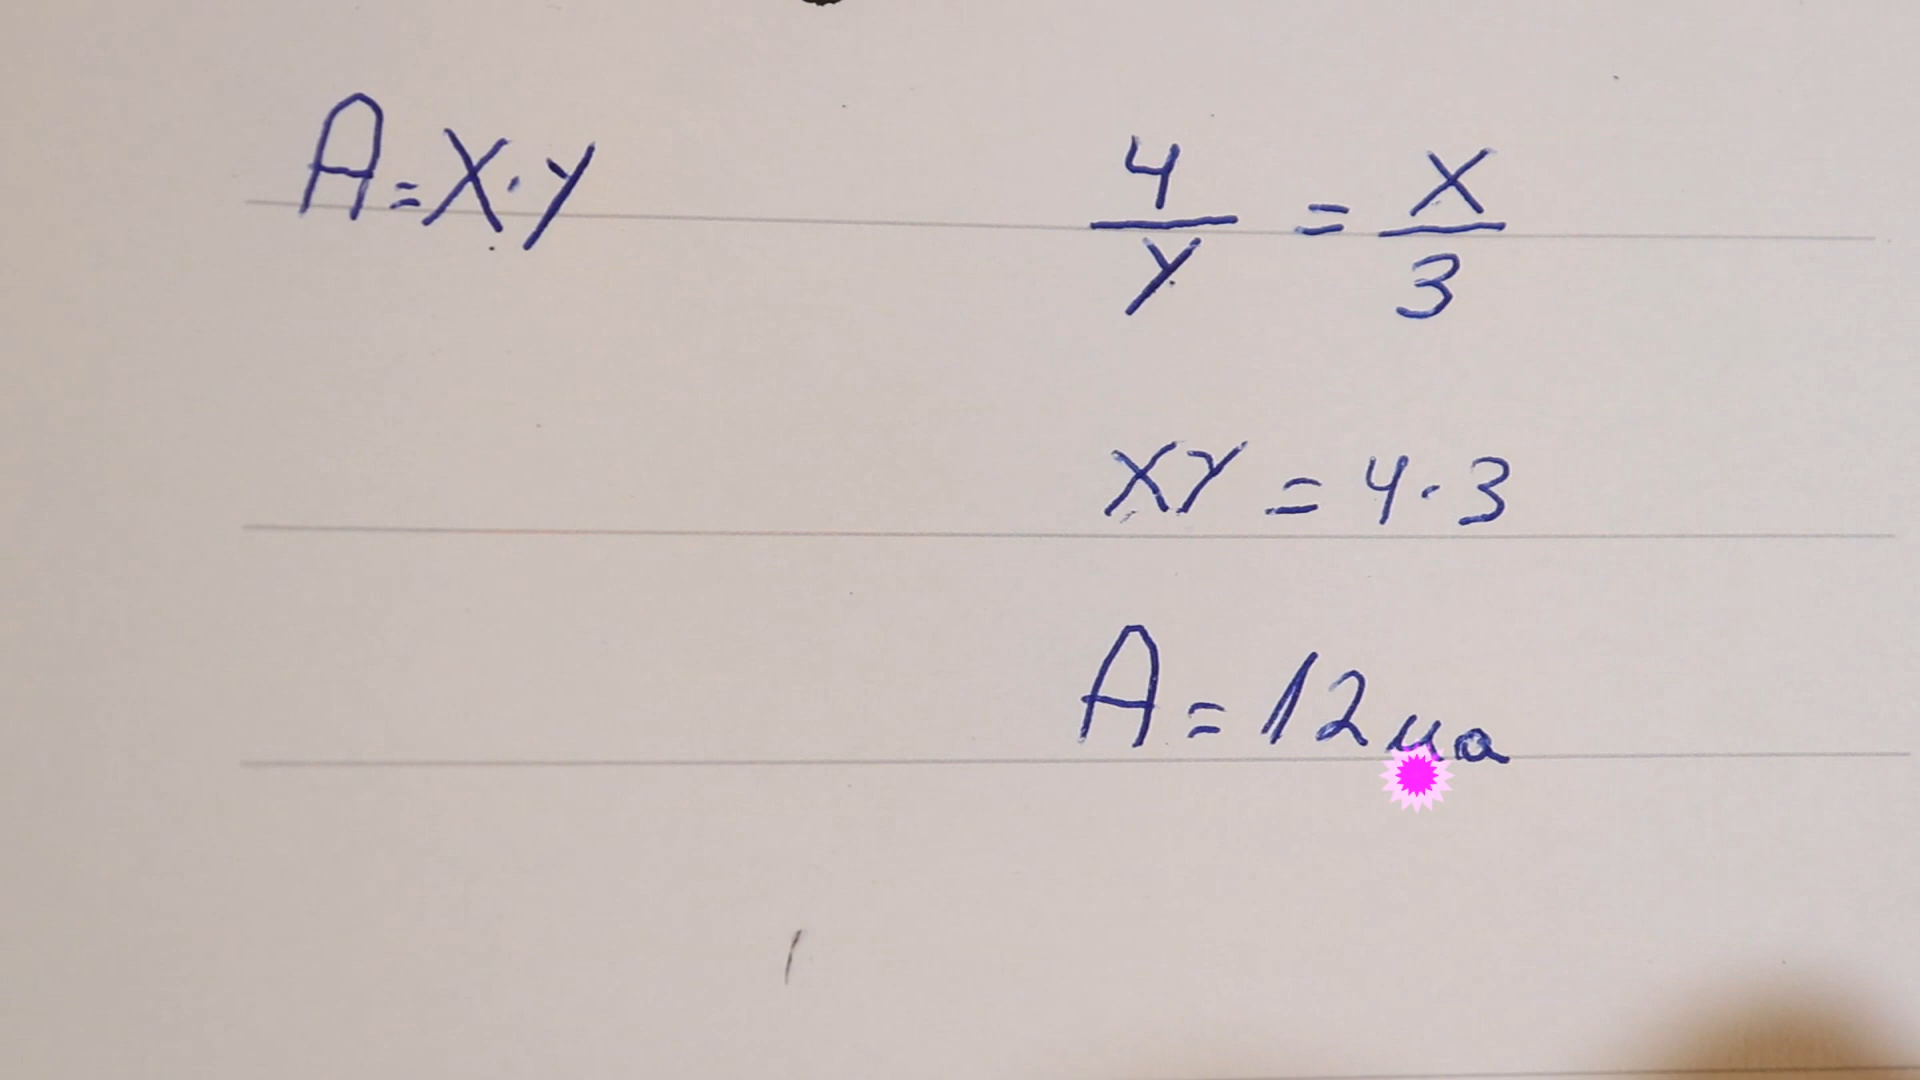 A=X·Y
4/Y = X/3
XY = 4·3
A=12ua